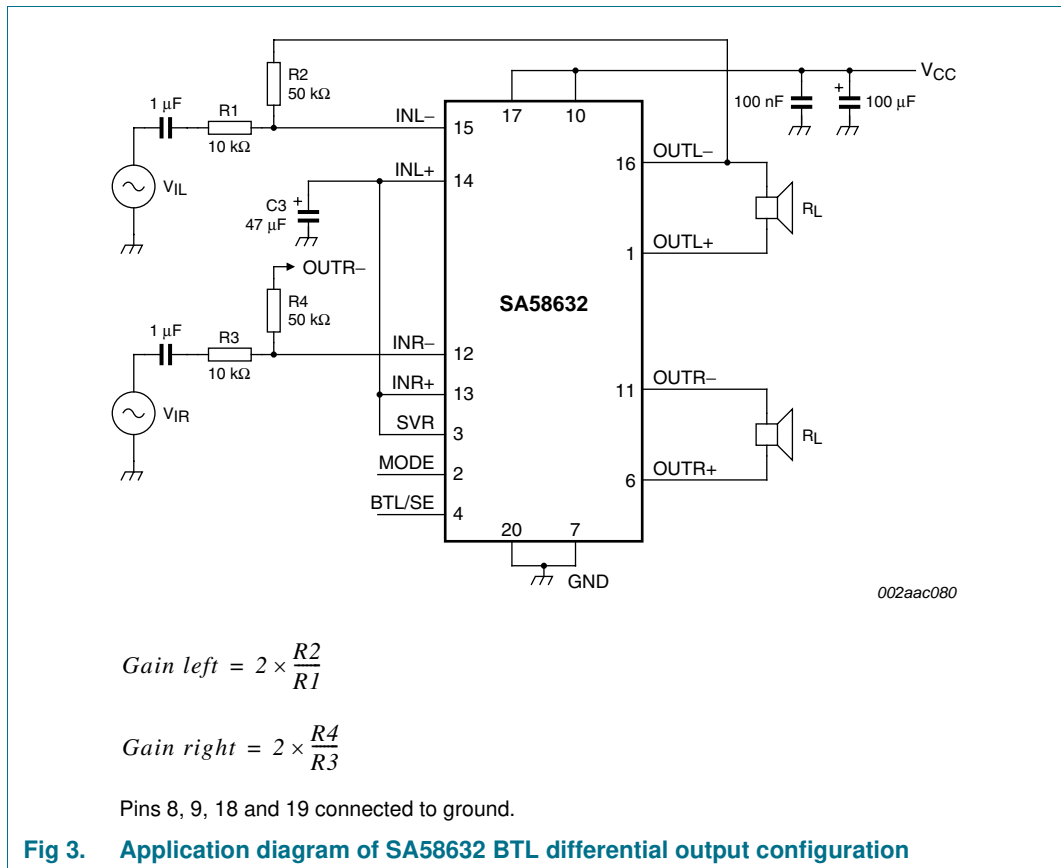 R2
50 kΩ
1 µF
R1
10 kΩ
VIL
INL−
15
INL+
14
C3 +
47 µF
OUTR−
R4
50 kΩ
1 µF
R3
10 kΩ
VIR
INR−
12
INR+
13
SVR
3
MODE
2
BTL/SE
4
17
10
SA58632
20
7
GND
VCC
100 nF
+
100 µF
16
OUTL−
RL
1
OUTL+
11
OUTR−
RL
6
OUTR+
002aac080
Gain left = 2 × R2/R1
Gain right = 2 × R4/R3
Pins 8, 9, 18 and 19 connected to ground.
Fig 3. Application diagram of SA58632 BTL differential output configuration